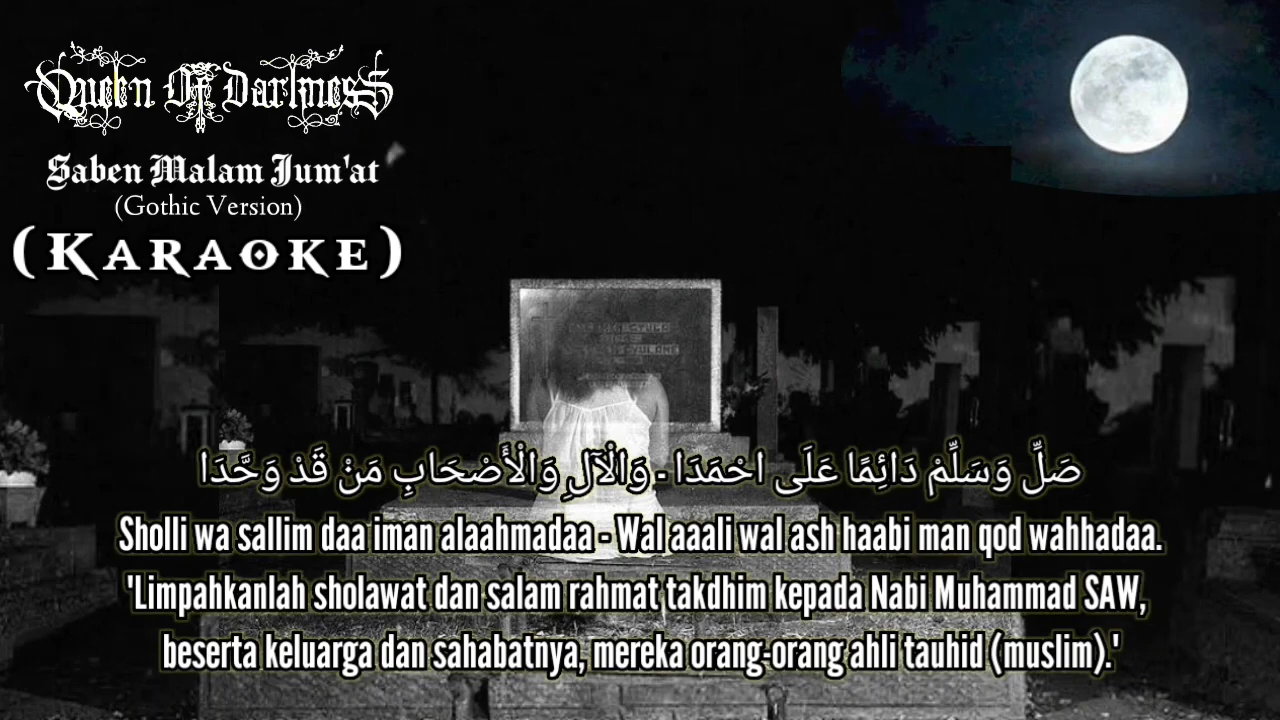 Queen Of Darkness
Saben Malam Jum'at
(Gothic Version)
(KARAOKE)
صَلِّ وَسَلِّمْ دَائِمًا عَلَى احْمَدَا - وَالْآلِ وَالْأَصْحَابِ مَنْ قَدْ وَحَّدَا
Sholli wa sallim daa iman alaahmadaa - Wal aaali wal ash haabi man qod wahhadaa.
'Limpahkanlah sholawat dan salam rahmat takdhim kepada Nabi Muhammad SAW,
beserta keluarga dan sahabatnya, mereka orang-orang ahli tauhid (muslim).'